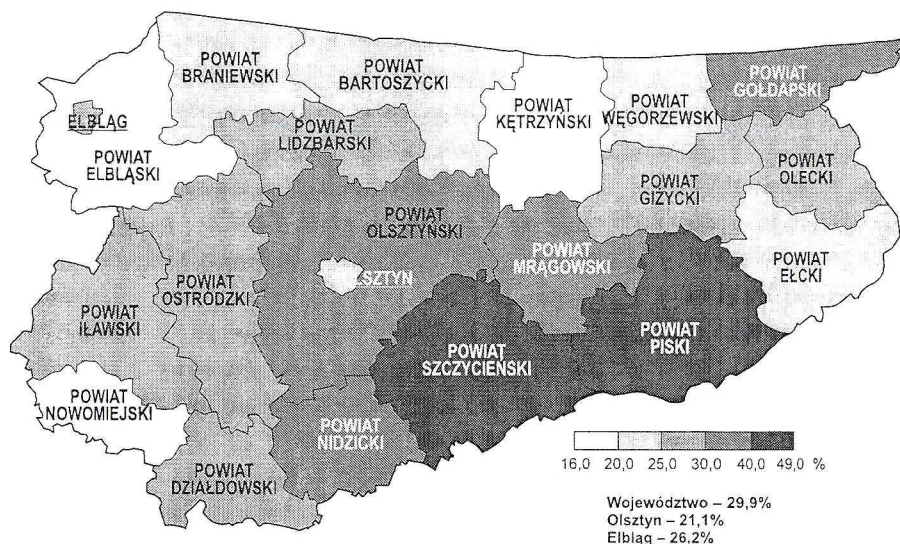 POWIAT
BRANIEWSKI
POWIAT
BARTOSZYCKI
POWIAT
GOŁDAPSKI
POWIAT
KĘTRZYŃSKI
POWIAT
WĘGORZEWSKI
ELBLĄG
POWIAT
ELBLĄSKI
POWIAT
LIDZBARSKI
POWIAT
OLECKI
POWIAT
GIŻYCKI
POWIAT
OLSZTYŃSKI
POWIAT
MRĄGOWSKI
POWIAT
EŁCKI
OLSZTYN
POWIAT
OSTRÓDZKI
POWIAT
IŁAWSKI
POWIAT
PISKI
POWIAT
SZCZYCIEŃSKI
POWIAT
NOWOMIEJSKI
POWIAT
NIDZICKI
POWIAT
DZIAŁDOWSKI
16,0 20,0 25,0 30,0 40,0 49,0 %
Województwo – 29,9%
Olsztyn – 21,1%
Elbląg – 26,2%